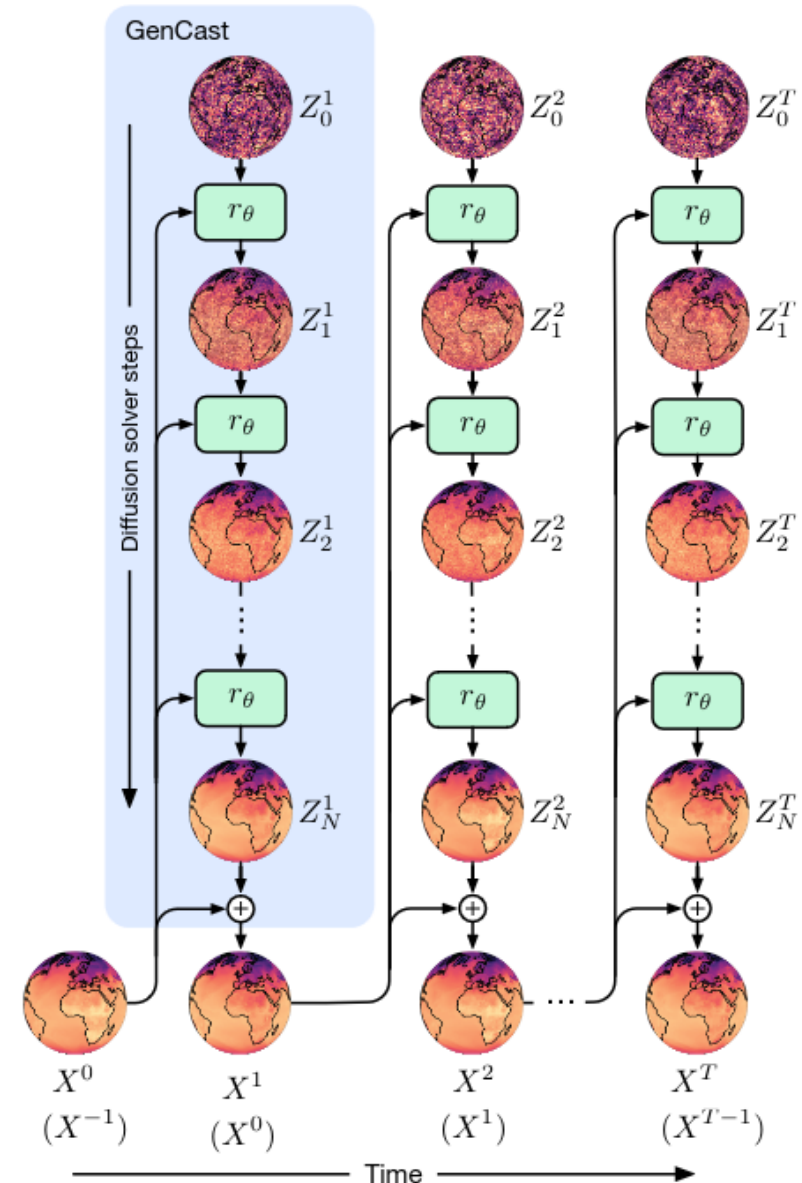 GenCast
Z_0^1 Z_0^2 Z_0^T
r_θ r_θ r_θ
Z_1^1 Z_1^2 Z_1^T
r_θ r_θ r_θ
Diffusion solver steps
Z_2^1 Z_2^2 Z_2^T
⋮ ⋮ ⋮
r_θ r_θ r_θ
Z_N^1 Z_N^2 Z_N^T
+ + +
...
X^0 X^1 X^2 X^T
(X^{-1}) (X^0) (X^1) (X^{T-1})
Time